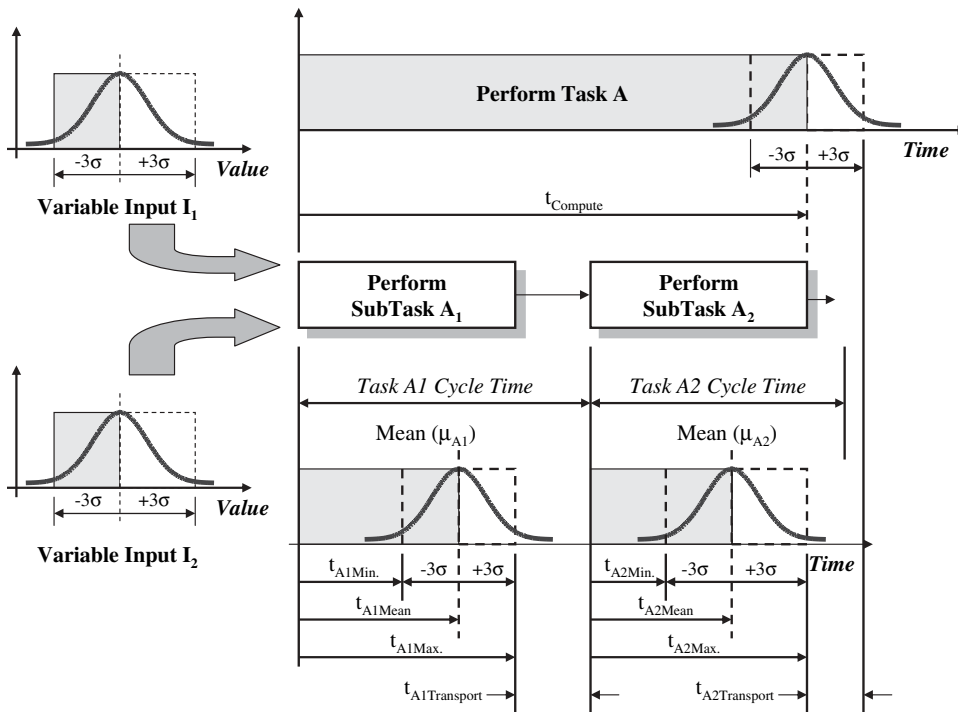 Perform Task A
-3σ +3σ
Value
Variable Input I1
-3σ +3σ
Time
tCompute
Perform
SubTask A1
Perform
SubTask A2
Task A1 Cycle Time
Task A2 Cycle Time
Mean (μA1)
Mean (μA2)
-3σ +3σ
Value
Variable Input I2
Time
tA1Min. -3σ +3σ
tA2Min. -3σ +3σ
tA1Mean
tA2Mean
tA1Max.
tA2Max.
tA1Transport
tA2Transport